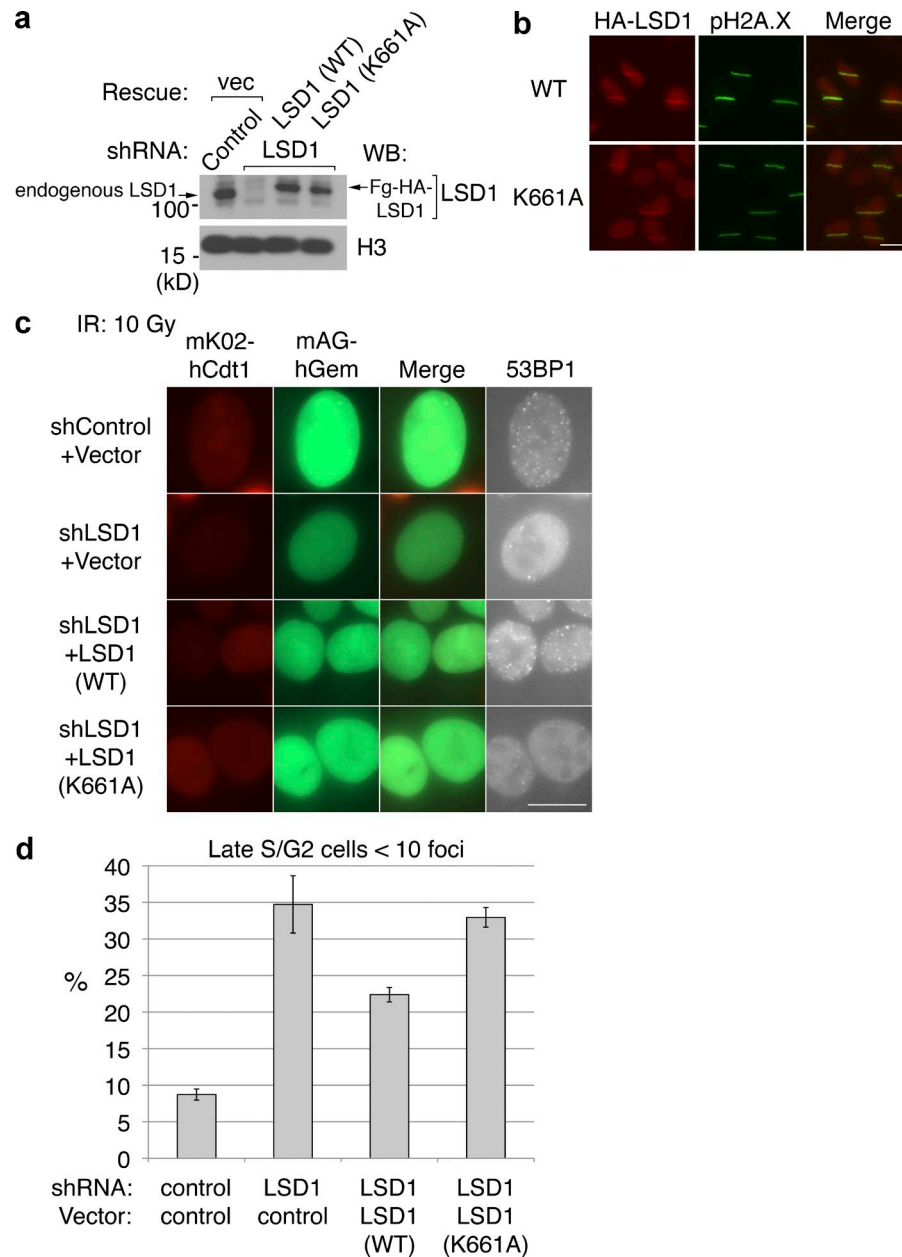 a
Rescue:
vec
LSD1 (WT)
LSD1 (K661A)
Control
shRNA:
LSD1
WB:
endogenous LSD1
Fg-HA-
LSD1
LSD1
100
H3
15
(kD)
b
HA-LSD1 pH2A.X Merge
WT
K661A
c
IR: 10 Gy
mK02-
hCdt1
mAG-
hGem
Merge
53BP1
shControl
+Vector
shLSD1
+Vector
shLSD1
+LSD1
(WT)
shLSD1
+LSD1
(K661A)
d
Late S/G2 cells < 10 foci
40
35
30
25
20
15
10
5
0
%
shRNA: control LSD1 LSD1 LSD1
Vector: control control LSD1 LSD1
(WT) (K661A)